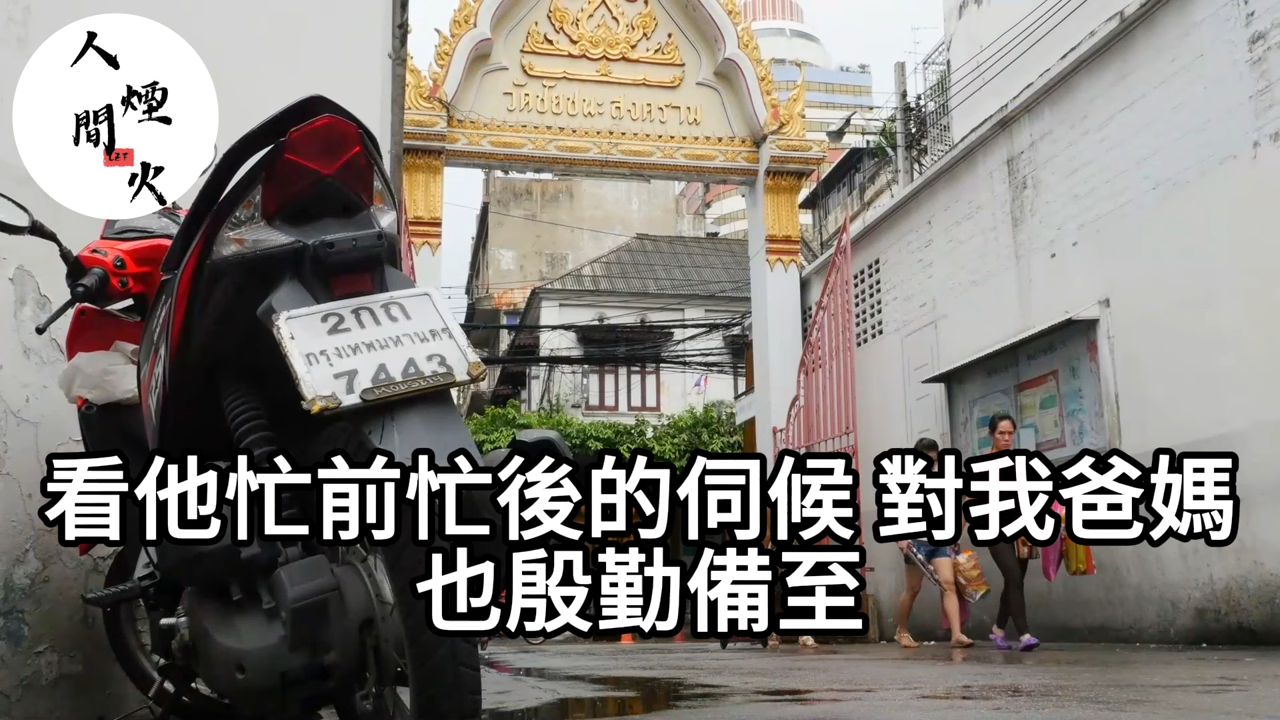 人間煙火
LZT
วัดชัยชนะสงคราม
2กถ
กรุงเทพมหานคร
7443
看他忙前忙後的伺候 對我爸媽
也殷勤備至